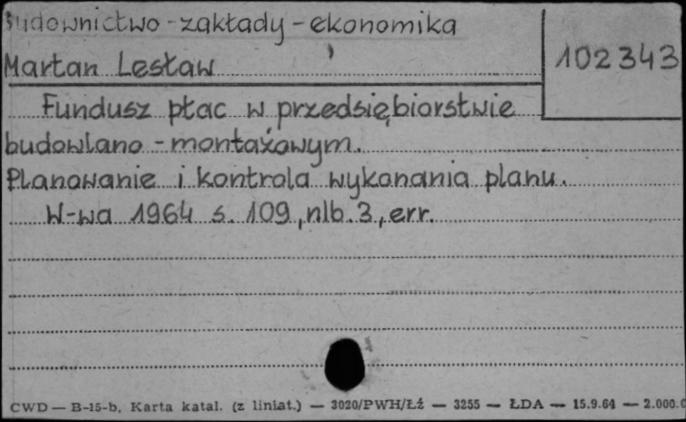 Budownictwo - zakłady - ekonomika
102343
Martan Lesław
Fundusz płac w przedsiębiorstwie
budowlano - montażowym.
Planowanie i kontrola wykonania planu.
W-wa 1964 s. 109, nlb. 3, err.
CWD — B-15-b, Karta katal. (z liniat.) — 3020/PWH/Łź — 3255 — ŁDA — 15.9.64 — 2.000.0